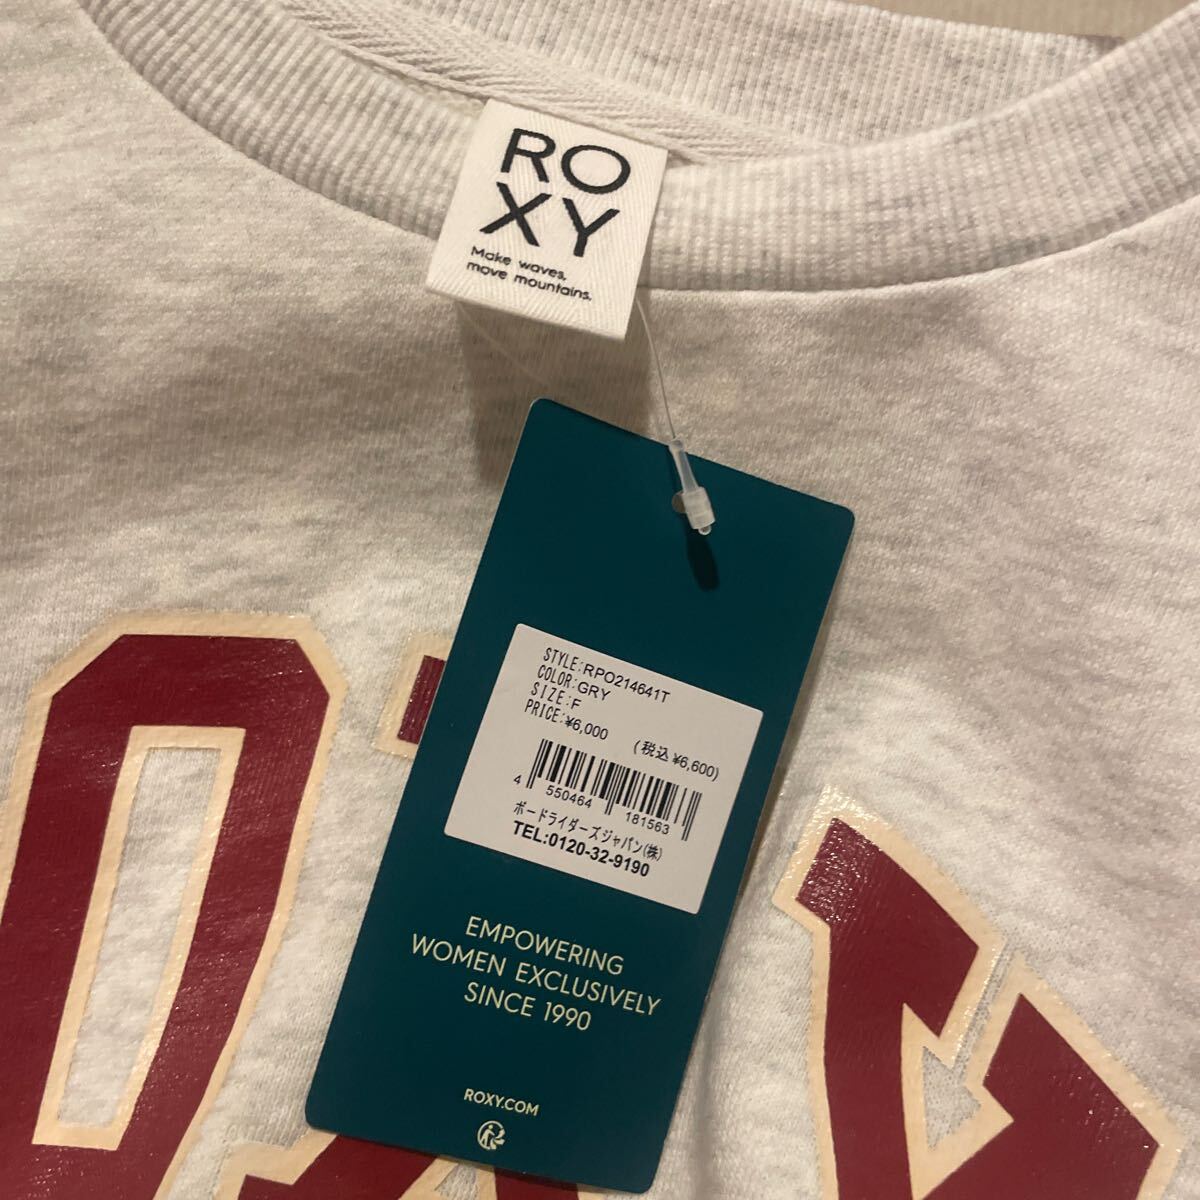 RO
XY
Make waves,
move mountains.
STYLE:RPO214641T
COLOR:GRY
SIZE:F
PRICE:¥6,000 (税込 ¥6,600)
4 550464 181563
ボードライダーズジャパン(株)
TEL:0120-32-9190
EMPOWERING
WOMEN EXCLUSIVELY
SINCE 1990
ROXY.COM